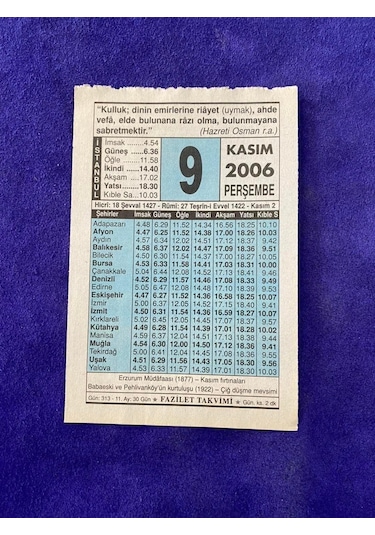 “Kulluk; dinin emirlerine riâyet (uymak), ahde
vefâ, elde bulunana râzı olma, bulunmayana
sabretmektir.” (Hazreti Osman r.a.)
İSTANBUL
İmsak ........4.54
Güneş ......6.36
Öğle .........11.58
İkindi .......14.40
Akşam .....17.02
Yatsı.......18.30
Kıble Sa...10.03
9
KASIM
2006
PERŞEMBE
Hicrî: 18 Şevval 1427 - Rûmî: 27 Teşrîn-i Evvel 1422 - Kasım 2
Şehirler İmsak Güneş Öğle İkindi Akşam Yatsı Kıble S
Adapazarı 4.48 6.29 11.52 14.34 16.56 18.25 10.10
Afyon 4.47 6.25 11.52 14.38 17.00 18.26 10.03
Aydın 4.57 6.34 12.02 14.51 17.12 18.37 9.41
Balıkesir 4.58 6.37 12.02 14.47 17.09 18.36 9.51
Bilecik 4.50 6.30 11.54 14.37 16.59 18.27 10.07
Bursa 4.53 6.33 11.58 14.41 17.03 18.31 10.00
Çanakkale 5.04 6.44 12.08 14.52 17.13 18.41 9.46
Denizli 4.52 6.29 11.57 14.46 17.08 18.33 9.49
Edirne 5.05 6.47 12.08 14.48 17.10 18.39 9.53
Eskişehir 4.47 6.27 11.52 14.36 16.58 18.25 10.07
İzmir 5.00 6.37 12.05 14.52 17.15 18.40 9.41
İzmit 4.50 6.31 11.54 14.36 16.59 18.27 10.07
Kırklareli 5.02 6.45 12.05 14.45 17.07 18.37 9.57
Kütahya 4.49 6.28 11.54 14.39 17.01 18.28 10.02
Manisa 4.59 6.37 12.04 14.51 17.13 18.39 9.44
Muğla 4.54 6.30 12.00 14.50 17.12 18.36 9.41
Tekirdağ 5.00 6.41 12.04 14.45 17.08 18.36 9.55
Uşak 4.51 6.29 11.56 14.43 17.05 18.30 9.56
Yalova 4.53 6.33 11.57 14.39 17.01 18.30 10.03
Erzurum Müdâfaası (1877) – Kasım fırtınaları
Babaeski ve Pehlivanköy'ün kurtuluşu (1922) – Çiğ düşme mevsimi
Gün: 313 - 11. Ay: 30 Gün ★ FAZİLET TAKVİMİ ★ Gün. kıs. 2 dk.